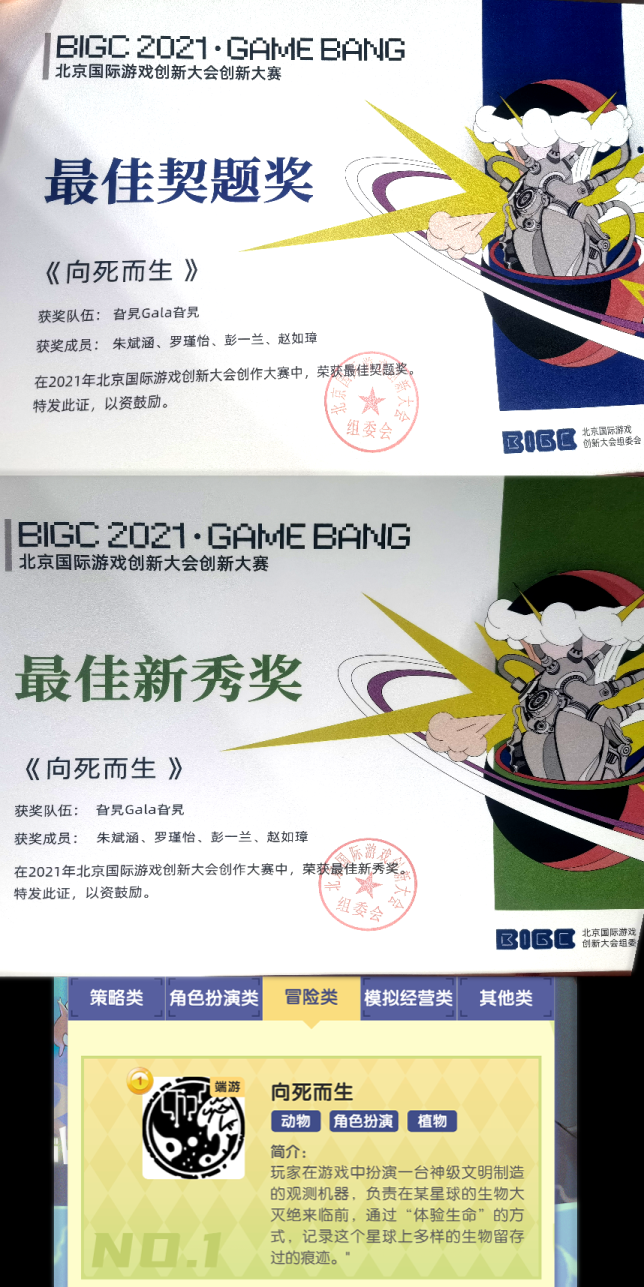 BIGC 2021·GAME BANG
北京国际游戏创新大会创新大赛
最佳契题奖
《向死而生》
获奖队伍： 旮旯Gala旮旯
获奖成员： 朱斌涵、罗瑾怡、彭一兰、赵如璋
在2021年北京国际游戏创新大会创作大赛中，荣获最佳契题奖。
特发此证，以资鼓励。
北京国际游戏创新大会
组委会
BIGC
北京国际游戏
创新大会组委会
BIGC 2021·GAME BANG
北京国际游戏创新大会创新大赛
最佳新秀奖
《向死而生》
获奖队伍： 旮旯Gala旮旯
获奖成员： 朱斌涵、罗瑾怡、彭一兰、赵如璋
在2021年北京国际游戏创新大会创作大赛中，荣获最佳新秀奖。
特发此证，以资鼓励。
北京国际游戏创新大会
组委会
BIGC
北京国际游戏
创新大会组委
策略类 角色扮演类 冒险类 模拟经营类 其他类
1
端游
向死而生
动物 角色扮演 植物
简介：
玩家在游戏中扮演一台神级文明制造
的观测机器，负责在某星球的生物大
灭绝来临前，通过“体验生命”的方
式，记录这个星球上多样的生物留存
过的痕迹。”
NO.1